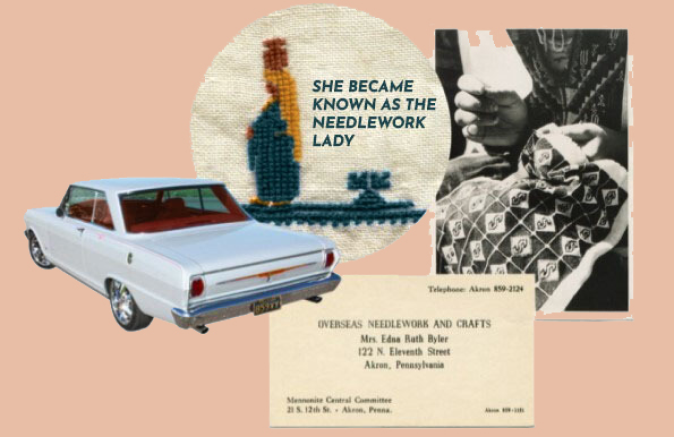 SHE BECAME
KNOWN AS THE
NEEDLEWORK
LADY
Telephone: Akron 859-2124
OVERSEAS NEEDLEWORK AND CRAFTS
Mrs. Edna Ruth Byler
122 N. Eleventh Street
Akron, Pennsylvania
Mennonite Central Committee
21 S. 12th St. - Akron, Penna.